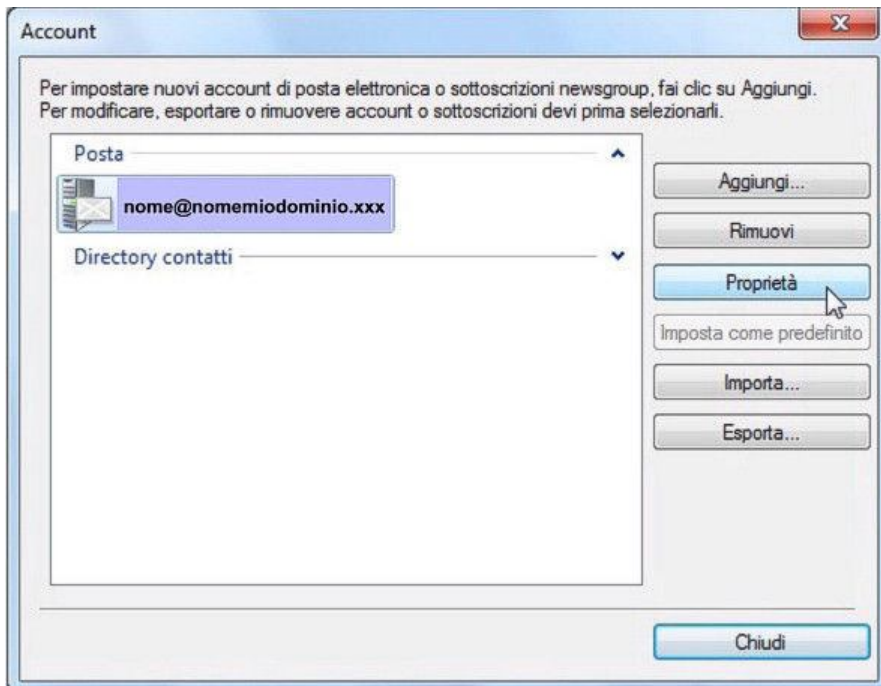 Account
Per impostare nuovi account di posta elettronica o sottoscrizioni newsgroup, fai clic su Aggiungi.
Per modificare, esportare o rimuovere account o sottoscrizioni devi prima selezionarli.
Posta
nome@nomemiodominio.xxx
Directory contatti
Aggiungi...
Rimuovi
Proprietà
Imposta come predefinito
Importa...
Esporta...
Chiudi